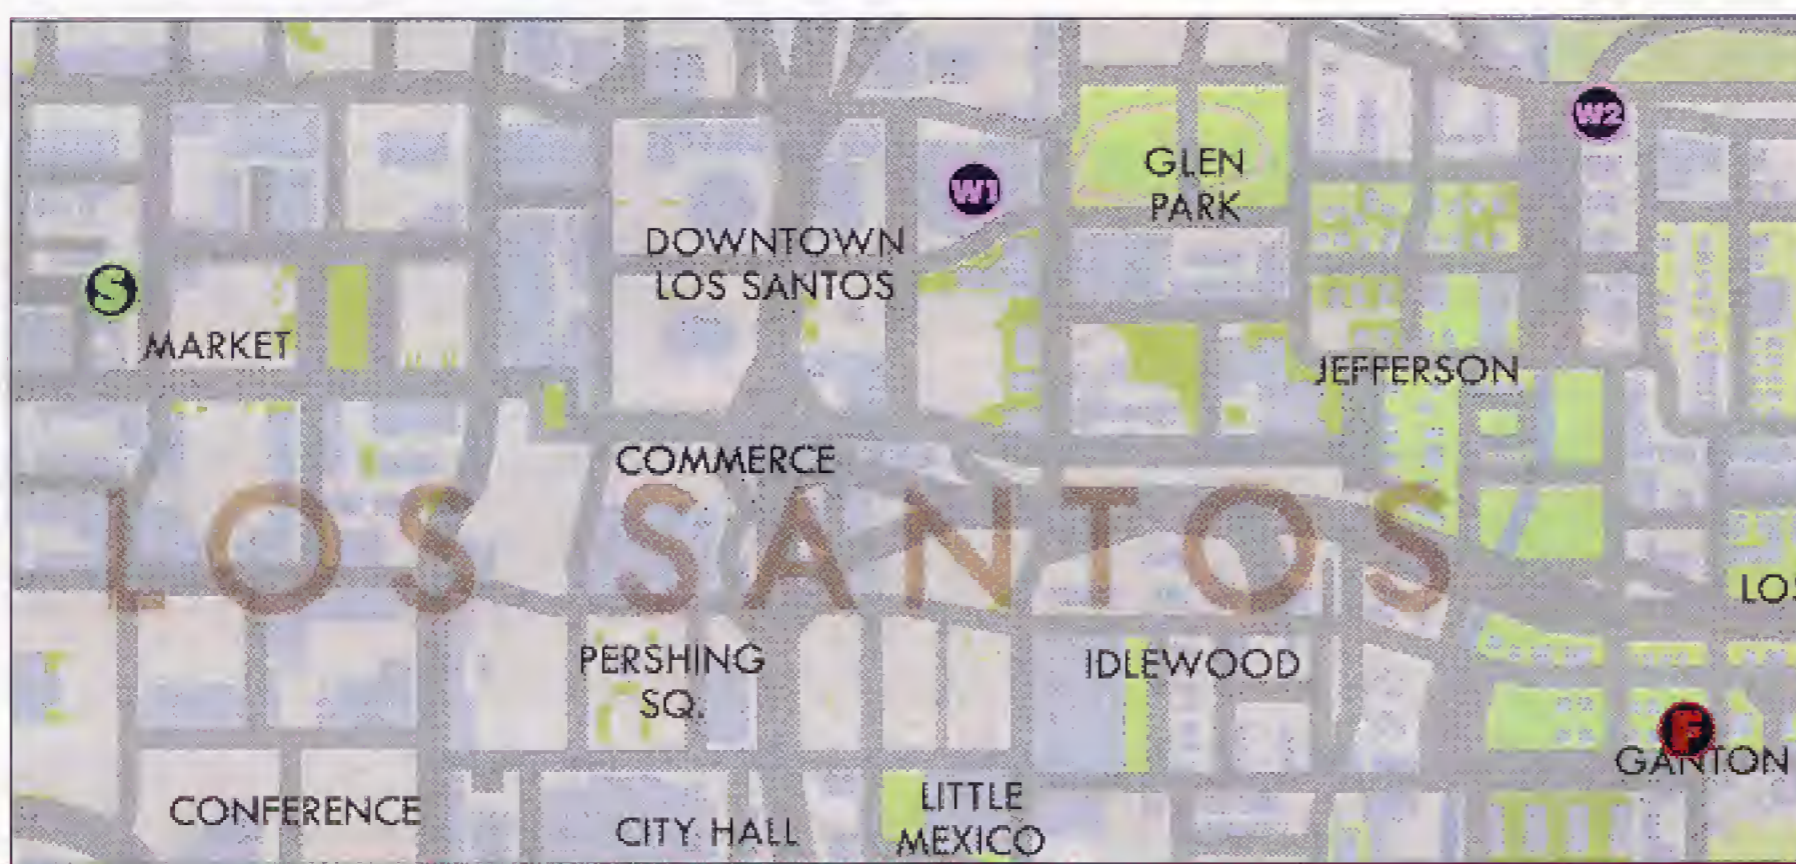 W2
GLEN
PARK
W1
DOWNTOWN
LOS SANTOS
S
MARKET
JEFFERSON
COMMERCE
LOS SANTOS
LOS
PERSHING
SQ.
IDLEWOOD
F
GANTON
CONFERENCE
CITY HALL
LITTLE
MEXICO